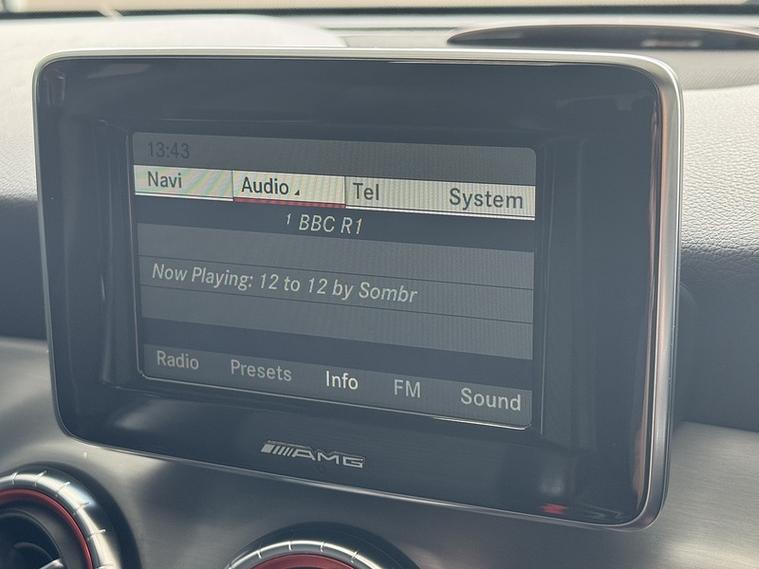 13:43
Navi Audio Tel System
1 BBC R1
Now Playing: 12 to 12 by Sombr
Radio Presets Info FM Sound
AMG